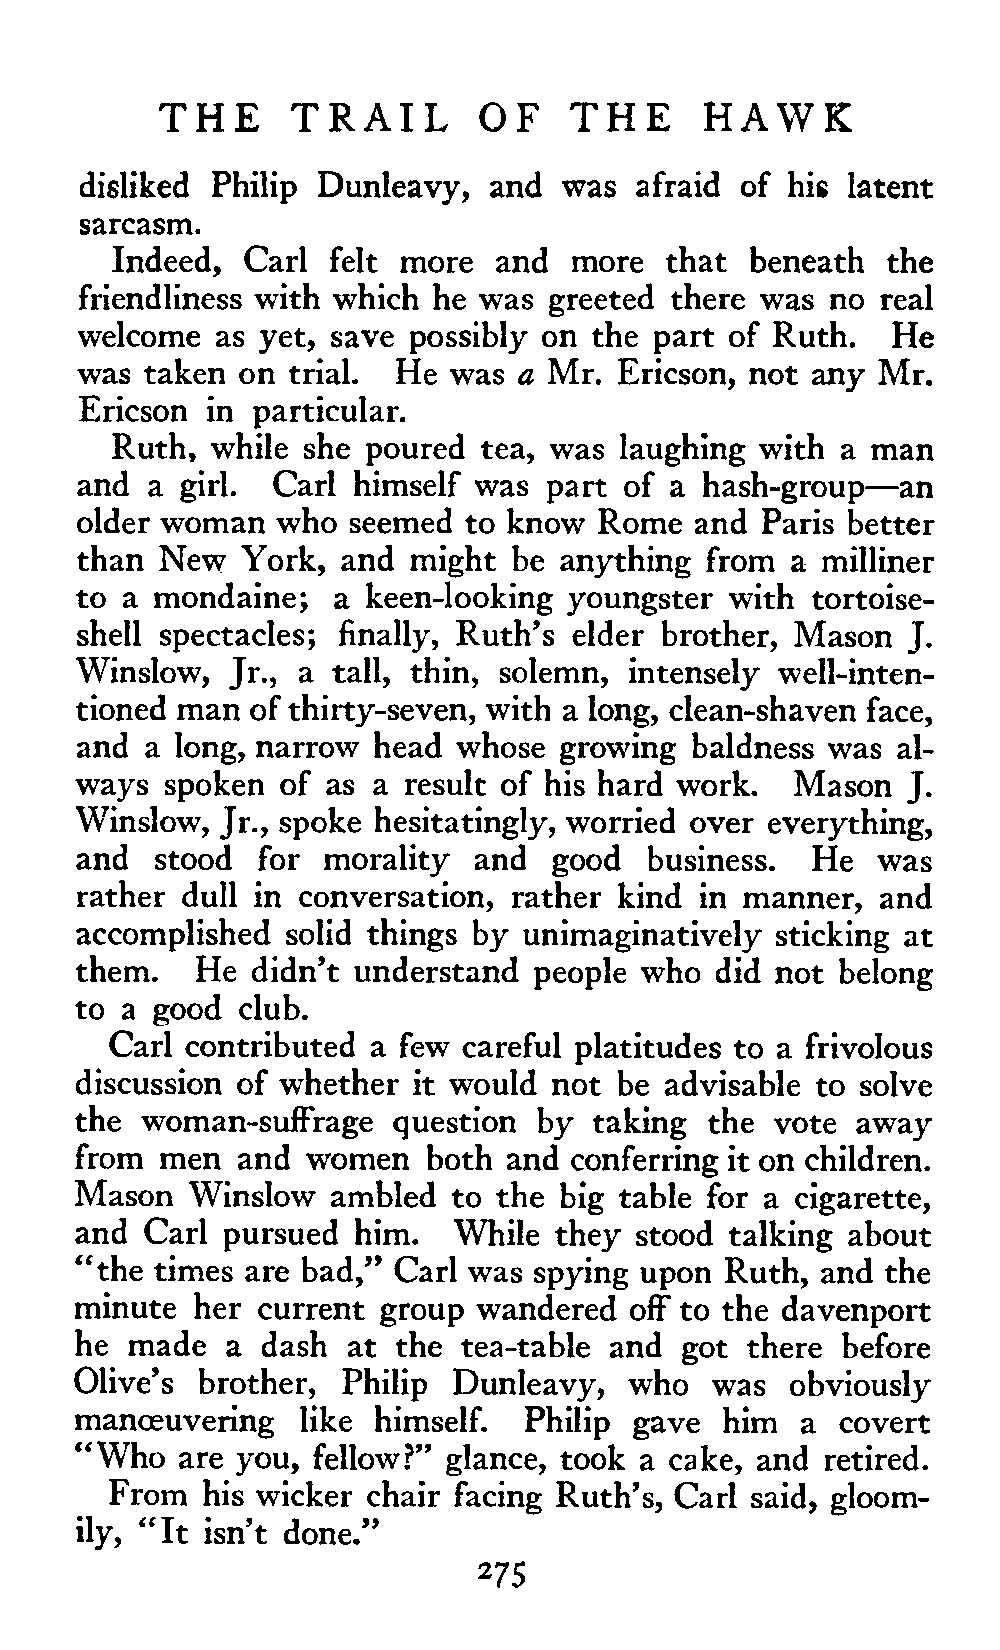 THE TRAIL OF THE HAWK
disliked Philip Dunleavy, and was afraid of his latent
sarcasm.
Indeed, Carl felt more and more that beneath the
friendliness with which he was greeted there was no real
welcome as yet, save possibly on the part of Ruth. He
was taken on trial. He was a Mr. Ericson, not any Mr.
Ericson in particular.
Ruth, while she poured tea, was laughing with a man
and a girl. Carl himself was part of a hash-group—an
older woman who seemed to know Rome and Paris better
than New York, and might be anything from a milliner
to a mondaine; a keen-looking youngster with tortoise-
shell spectacles; finally, Ruth's elder brother, Mason J.
Winslow, Jr., a tall, thin, solemn, intensely well-inten-
tioned man of thirty-seven, with a long, clean-shaven face,
and a long, narrow head whose growing baldness was al-
ways spoken of as a result of his hard work. Mason J.
Winslow, Jr., spoke hesitatingly, worried over everything,
and stood for morality and good business. He was
rather dull in conversation, rather kind in manner, and
accomplished solid things by unimaginatively sticking at
them. He didn't understand people who did not belong
to a good club.
Carl contributed a few careful platitudes to a frivolous
discussion of whether it would not be advisable to solve
the woman-suffrage question by taking the vote away
from men and women both and conferring it on children.
Mason Winslow ambled to the big table for a cigarette,
and Carl pursued him. While they stood talking about
"the times are bad," Carl was spying upon Ruth, and the
minute her current group wandered off to the davenport
he made a dash at the tea-table and got there before
Olive's brother, Philip Dunleavy, who was obviously
manœuvering like himself. Philip gave him a covert
"Who are you, fellow?" glance, took a cake, and retired.
From his wicker chair facing Ruth's, Carl said, gloom-
ily, "It isn't done."
275